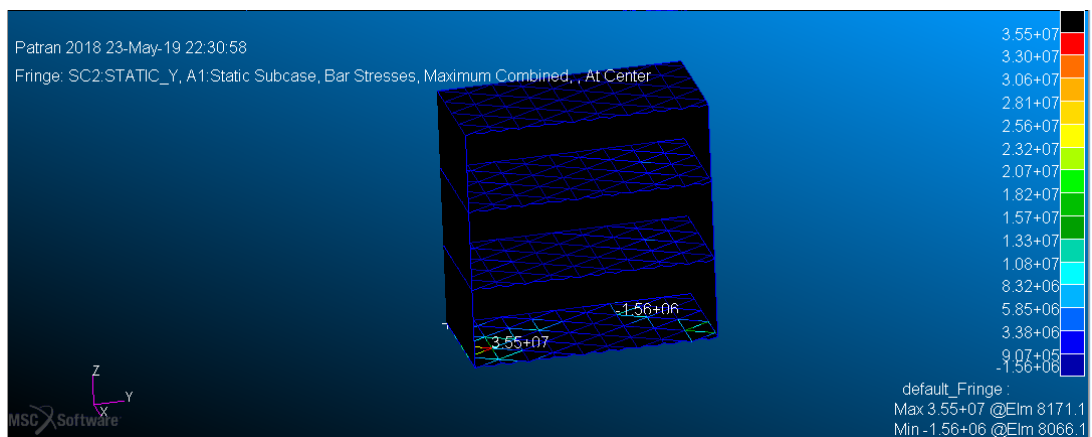 Patran 2018 23-May-19 22:30:58
Fringe: SC2:STATIC_Y, A1:Static Subcase, Bar Stresses, Maximum Combined, , At Center
3.55+07
3.30+07
3.06+07
2.81+07
2.56+07
2.32+07
2.07+07
1.82+07
1.57+07
1.33+07
1.08+07
8.32+06
5.85+06
3.38+06
9.07+05
-1.56+06
-1.56+06
3.55+07
Z
Y
X
MSC Software
default_Fringe :
Max 3.55+07 @Elm 8171.1
Min -1.56+06 @Elm 8066.1